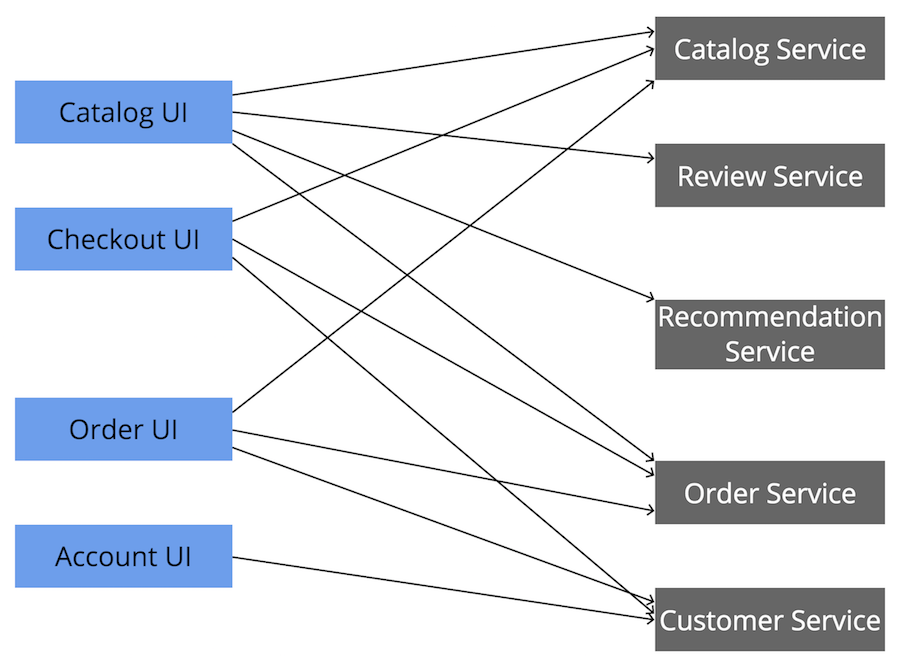 Catalog UI
Checkout UI
Order UI
Account UI
Catalog Service
Review Service
Recommendation
Service
Order Service
Customer Service